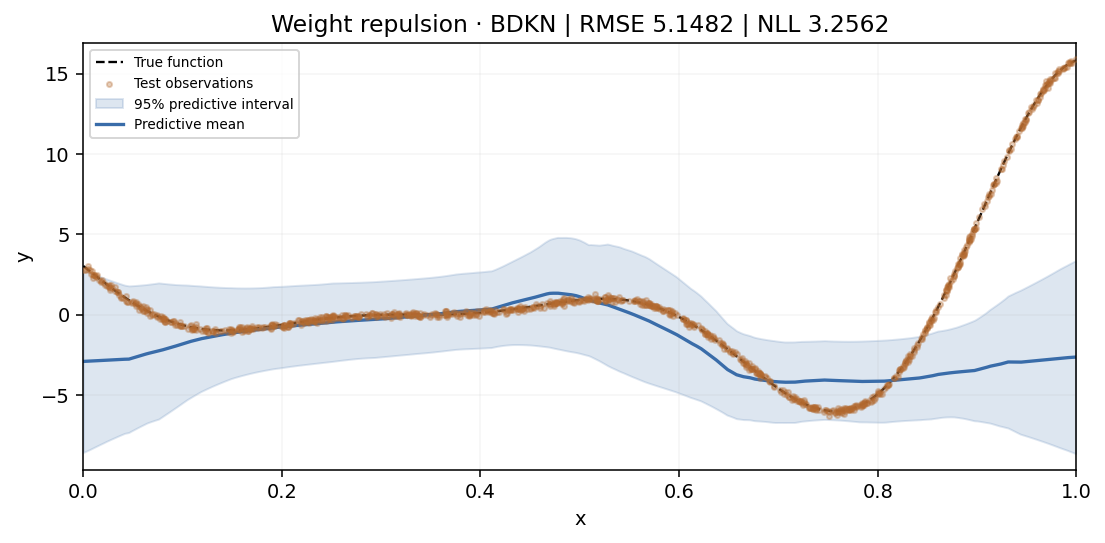 Weight repulsion · BDKN | RMSE 5.1482 | NLL 3.2562
True function
Test observations
95% predictive interval
Predictive mean
y
15
10
5
0
−5
0.0 0.2 0.4 0.6 0.8 1.0
x